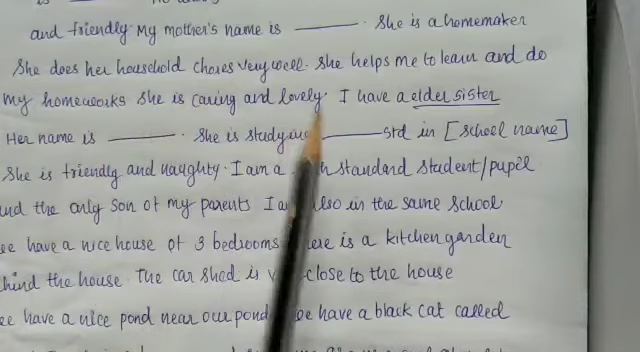 and friendly. My mother's name is ______. She is a homemaker
She does her household chores very well. She helps me to learn and do
my homeworks She is caring and lovely. I have a elder sister
Her name is ______. She is studying ______std in [school name]
She is friendly and naughty. I am a standard student/pupil
the only son of my parents I also in the same school.
have a nice house of 3 bedrooms is a kitchen garden
the house The car shed is close to the house
have a nice pond near our pond have a black cat called